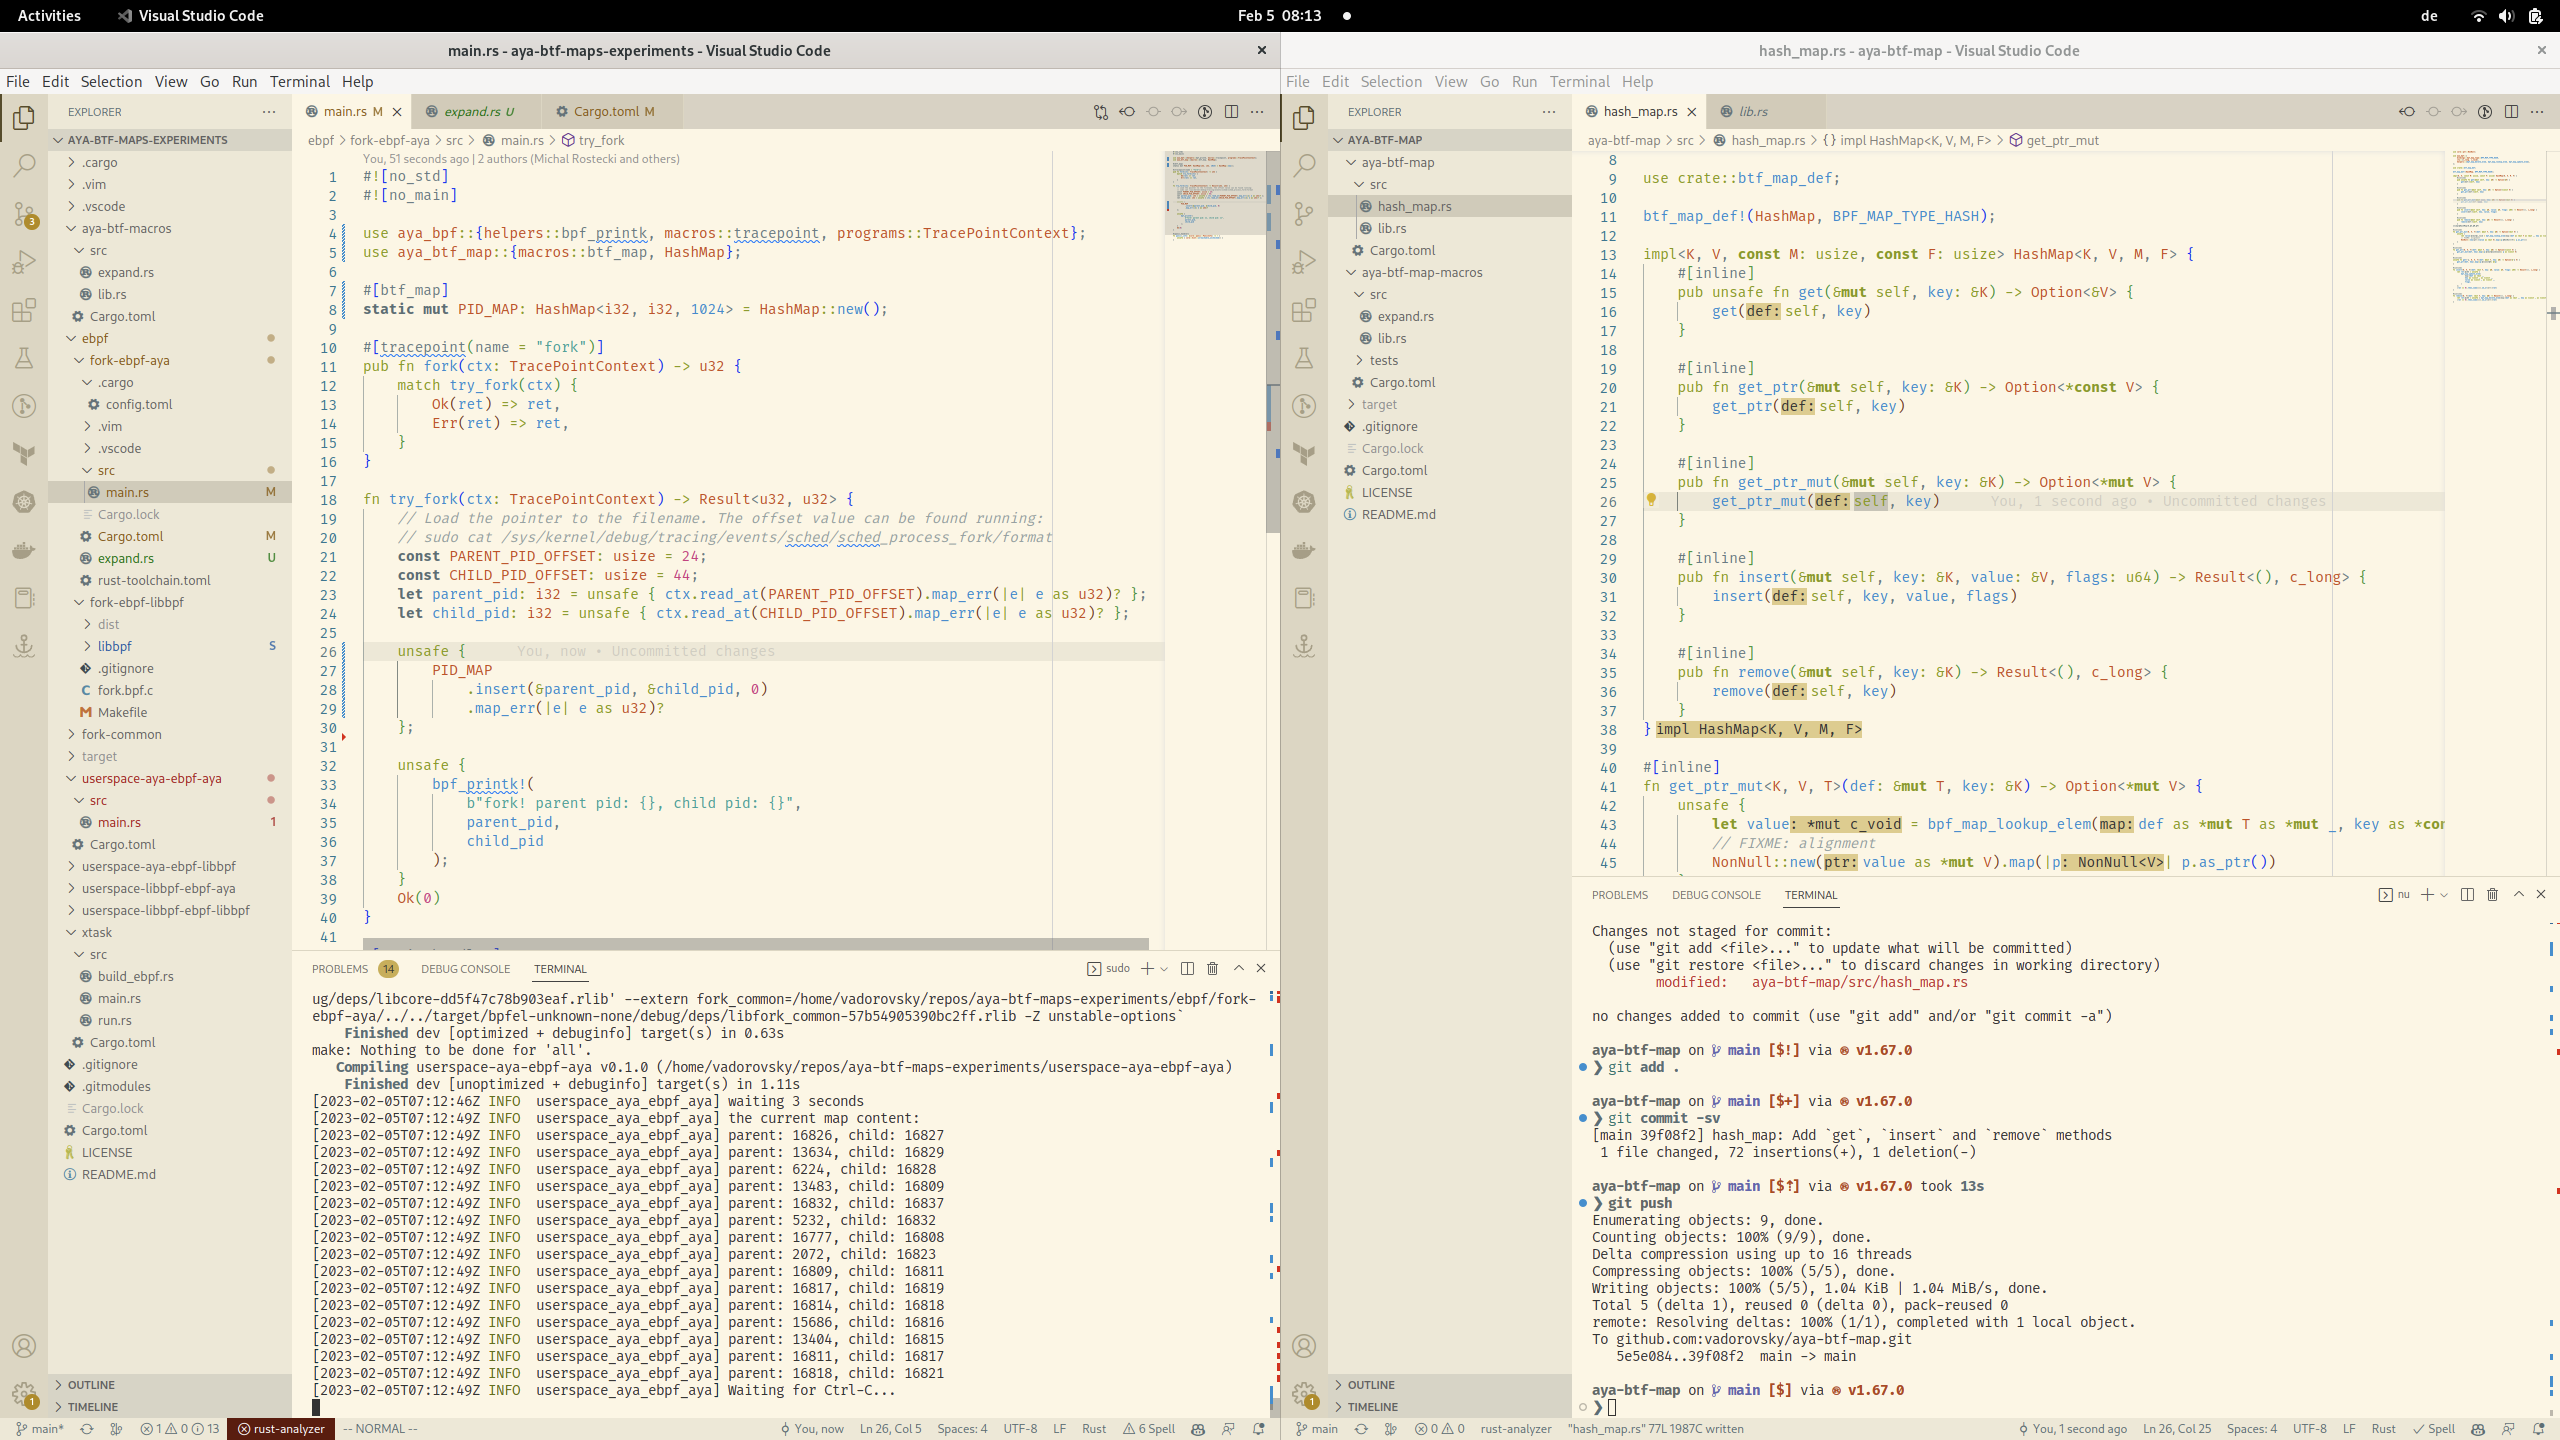 Activities
Visual Studio Code
Feb 5 08:13
de
main.rs - aya-btf-maps-experiments - Visual Studio Code
File Edit Selection View Go Run Terminal Help
EXPLORER
AYA-BTF-MAPS-EXPERIMENTS
.cargo
.vim
.vscode
aya-btf-macros
src
expand.rs
lib.rs
Cargo.toml
ebpf
fork-ebpf-aya
.cargo
config.toml
.vim
.vscode
src
main.rs M
Cargo.lock
Cargo.toml M
expand.rs U
rust-toolchain.toml
fork-ebpf-libbpf
dist
libbpf S
.gitignore
fork.bpf.c
Makefile
fork-common
target
userspace-aya-ebpf-aya
src
main.rs 1
Cargo.toml
userspace-aya-ebpf-libbpf
userspace-libbpf-ebpf-aya
userspace-libbpf-ebpf-libbpf
xtask
src
build_ebpf.rs
main.rs
run.rs
Cargo.toml
.gitignore
.gitmodules
Cargo.lock
Cargo.toml
LICENSE
README.md
OUTLINE
TIMELINE
3
1
main.rs M
expand.rs U
Cargo.toml M
ebpf > fork-ebpf-aya > src > main.rs > try_fork
You, 51 seconds ago | 2 authors (Michal Rostecki and others)
1 #![no_std]
2 #![no_main]
3
4 use aya_bpf::{helpers::bpf_printk, macros::tracepoint, programs::TracePointContext};
5 use aya_btf_map::{macros::btf_map, HashMap};
6
7 #[btf_map]
8 static mut PID_MAP: HashMap<i32, i32, 1024> = HashMap::new();
9
10 #[tracepoint(name = "fork")]
11 pub fn fork(ctx: TracePointContext) -> u32 {
12     match try_fork(ctx) {
13         Ok(ret) => ret,
14         Err(ret) => ret,
15     }
16 }
17
18 fn try_fork(ctx: TracePointContext) -> Result<u32, u32> {
19     // Load the pointer to the filename. The offset value can be found running:
20     // sudo cat /sys/kernel/debug/tracing/events/sched/sched_process_fork/format
21     const PARENT_PID_OFFSET: usize = 24;
22     const CHILD_PID_OFFSET: usize = 44;
23     let parent_pid: i32 = unsafe { ctx.read_at(PARENT_PID_OFFSET).map_err(|e| e as u32)? };
24     let child_pid: i32 = unsafe { ctx.read_at(CHILD_PID_OFFSET).map_err(|e| e as u32)? };
25
26     unsafe { You, now • Uncommitted changes
27         PID_MAP
28             .insert(&parent_pid, &child_pid, 0)
29             .map_err(|e| e as u32)?
30     };
31
32     unsafe {
33         bpf_printk!(
34             b"fork! parent pid: {}, child pid: {}",
35             parent_pid,
36             child_pid
37         );
38     }
39     Ok(0)
40 }
41
PROBLEMS 14 DEBUG CONSOLE TERMINAL
sudo
ug/deps/libcore-dd5f47c78b903eaf.rlib' --extern fork_common=/home/vadorovsky/repos/aya-btf-maps-experiments/ebpf/fork-
ebpf-aya/../../target/bpfel-unknown-none/debug/deps/libfork_common-57b54905390bc2ff.rlib -Z unstable-options`
    Finished dev [optimized + debuginfo] target(s) in 0.63s
make: Nothing to be done for 'all'.
   Compiling userspace-aya-ebpf-aya v0.1.0 (/home/vadorovsky/repos/aya-btf-maps-experiments/userspace-aya-ebpf-aya)
    Finished dev [unoptimized + debuginfo] target(s) in 1.11s
[2023-02-05T07:12:46Z INFO  userspace_aya_ebpf_aya] waiting 3 seconds
[2023-02-05T07:12:49Z INFO  userspace_aya_ebpf_aya] the current map content:
[2023-02-05T07:12:49Z INFO  userspace_aya_ebpf_aya] parent: 16826, child: 16827
[2023-02-05T07:12:49Z INFO  userspace_aya_ebpf_aya] parent: 13634, child: 16829
[2023-02-05T07:12:49Z INFO  userspace_aya_ebpf_aya] parent: 6224, child: 16828
[2023-02-05T07:12:49Z INFO  userspace_aya_ebpf_aya] parent: 13483, child: 16809
[2023-02-05T07:12:49Z INFO  userspace_aya_ebpf_aya] parent: 16832, child: 16837
[2023-02-05T07:12:49Z INFO  userspace_aya_ebpf_aya] parent: 5232, child: 16832
[2023-02-05T07:12:49Z INFO  userspace_aya_ebpf_aya] parent: 16777, child: 16808
[2023-02-05T07:12:49Z INFO  userspace_aya_ebpf_aya] parent: 2072, child: 16823
[2023-02-05T07:12:49Z INFO  userspace_aya_ebpf_aya] parent: 16809, child: 16811
[2023-02-05T07:12:49Z INFO  userspace_aya_ebpf_aya] parent: 16817, child: 16819
[2023-02-05T07:12:49Z INFO  userspace_aya_ebpf_aya] parent: 16814, child: 16818
[2023-02-05T07:12:49Z INFO  userspace_aya_ebpf_aya] parent: 15686, child: 16816
[2023-02-05T07:12:49Z INFO  userspace_aya_ebpf_aya] parent: 13404, child: 16815
[2023-02-05T07:12:49Z INFO  userspace_aya_ebpf_aya] parent: 16811, child: 16817
[2023-02-05T07:12:49Z INFO  userspace_aya_ebpf_aya] parent: 16818, child: 16821
[2023-02-05T07:12:49Z INFO  userspace_aya_ebpf_aya] Waiting for Ctrl-C...
main* 1 0 13 rust-analyzer -- NORMAL -- You, now Ln 26, Col 5 Spaces: 4 UTF-8 LF Rust 6 Spell
hash_map.rs - aya-btf-map - Visual Studio Code
File Edit Selection View Go Run Terminal Help
EXPLORER
AYA-BTF-MAP
aya-btf-map
src
hash_map.rs
lib.rs
Cargo.toml
aya-btf-map-macros
src
expand.rs
lib.rs
tests
Cargo.toml
target
.gitignore
Cargo.lock
Cargo.toml
LICENSE
README.md
OUTLINE
TIMELINE
1
hash_map.rs
lib.rs
aya-btf-map > src > hash_map.rs > {} impl HashMap<K, V, M, F> > get_ptr_mut
8
9 use crate::btf_map_def;
10
11 btf_map_def!(HashMap, BPF_MAP_TYPE_HASH);
12
13 impl<K, V, const M: usize, const F: usize> HashMap<K, V, M, F> {
14     #[inline]
15     pub unsafe fn get(&mut self, key: &K) -> Option<&V> {
16         get(def: self, key)
17     }
18
19     #[inline]
20     pub fn get_ptr(&mut self, key: &K) -> Option<*const V> {
21         get_ptr(def: self, key)
22     }
23
24     #[inline]
25     pub fn get_ptr_mut(&mut self, key: &K) -> Option<*mut V> {
26         get_ptr_mut(def: self, key) You, 1 second ago • Uncommitted changes
27     }
28
29     #[inline]
30     pub fn insert(&mut self, key: &K, value: &V, flags: u64) -> Result<(), c_long> {
31         insert(def: self, key, value, flags)
32     }
33
34     #[inline]
35     pub fn remove(&mut self, key: &K) -> Result<(), c_long> {
36         remove(def: self, key)
37     }
38 } impl HashMap<K, V, M, F>
39
40 #[inline]
41 fn get_ptr_mut<K, V, T>(def: &mut T, key: &K) -> Option<*mut V> {
42     unsafe {
43         let value: *mut c_void = bpf_map_lookup_elem(map: def as *mut T as *mut _, key as *con
44         // FIXME: alignment
45         NonNull::new(ptr: value as *mut V).map(|p: NonNull<V>| p.as_ptr())
PROBLEMS DEBUG CONSOLE TERMINAL
nu
Changes not staged for commit:
  (use "git add <file>..." to update what will be committed)
  (use "git restore <file>..." to discard changes in working directory)
        modified:   aya-btf-map/src/hash_map.rs

no changes added to commit (use "git add" and/or "git commit -a")

aya-btf-map on main [$!] via v1.67.0
❯ git add .

aya-btf-map on main [$+] via v1.67.0
❯ git commit -sv
[main 39f08f2] hash_map: Add `get`, `insert` and `remove` methods
 1 file changed, 72 insertions(+), 1 deletion(-)

aya-btf-map on main [$⇡] via v1.67.0 took 13s
❯ git push
Enumerating objects: 9, done.
Counting objects: 100% (9/9), done.
Delta compression using up to 16 threads
Compressing objects: 100% (5/5), done.
Writing objects: 100% (5/5), 1.04 KiB | 1.04 MiB/s, done.
Total 5 (delta 1), reused 0 (delta 0), pack-reused 0
remote: Resolving deltas: 100% (1/1), completed with 1 local object.
To github.com:vadorovsky/aya-btf-map.git
   5e5e084..39f08f2  main -> main

aya-btf-map on main [$] via v1.67.0
❯
main 0 0 rust-analyzer "hash_map.rs" 77L 1987C written You, 1 second ago Ln 26, Col 25 Spaces: 4 UTF-8 LF Rust Spell